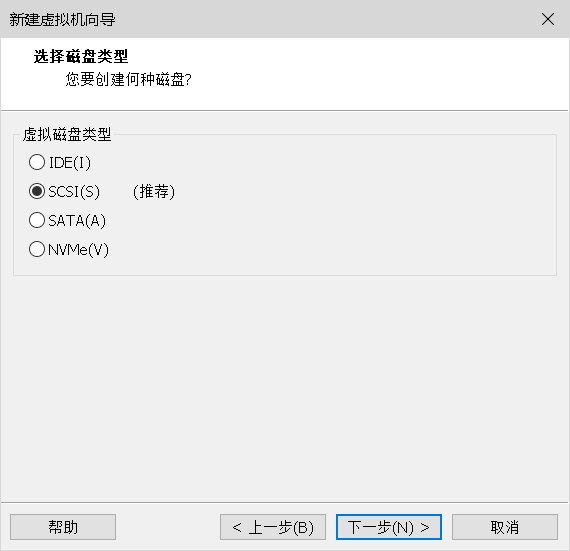 新建虚拟机向导
选择磁盘类型
您要创建何种磁盘?
虚拟磁盘类型
IDE(I)
SCSI(S) (推荐)
SATA(A)
NVMe(V)
帮助 < 上一步(B) 下一步(N) > 取消